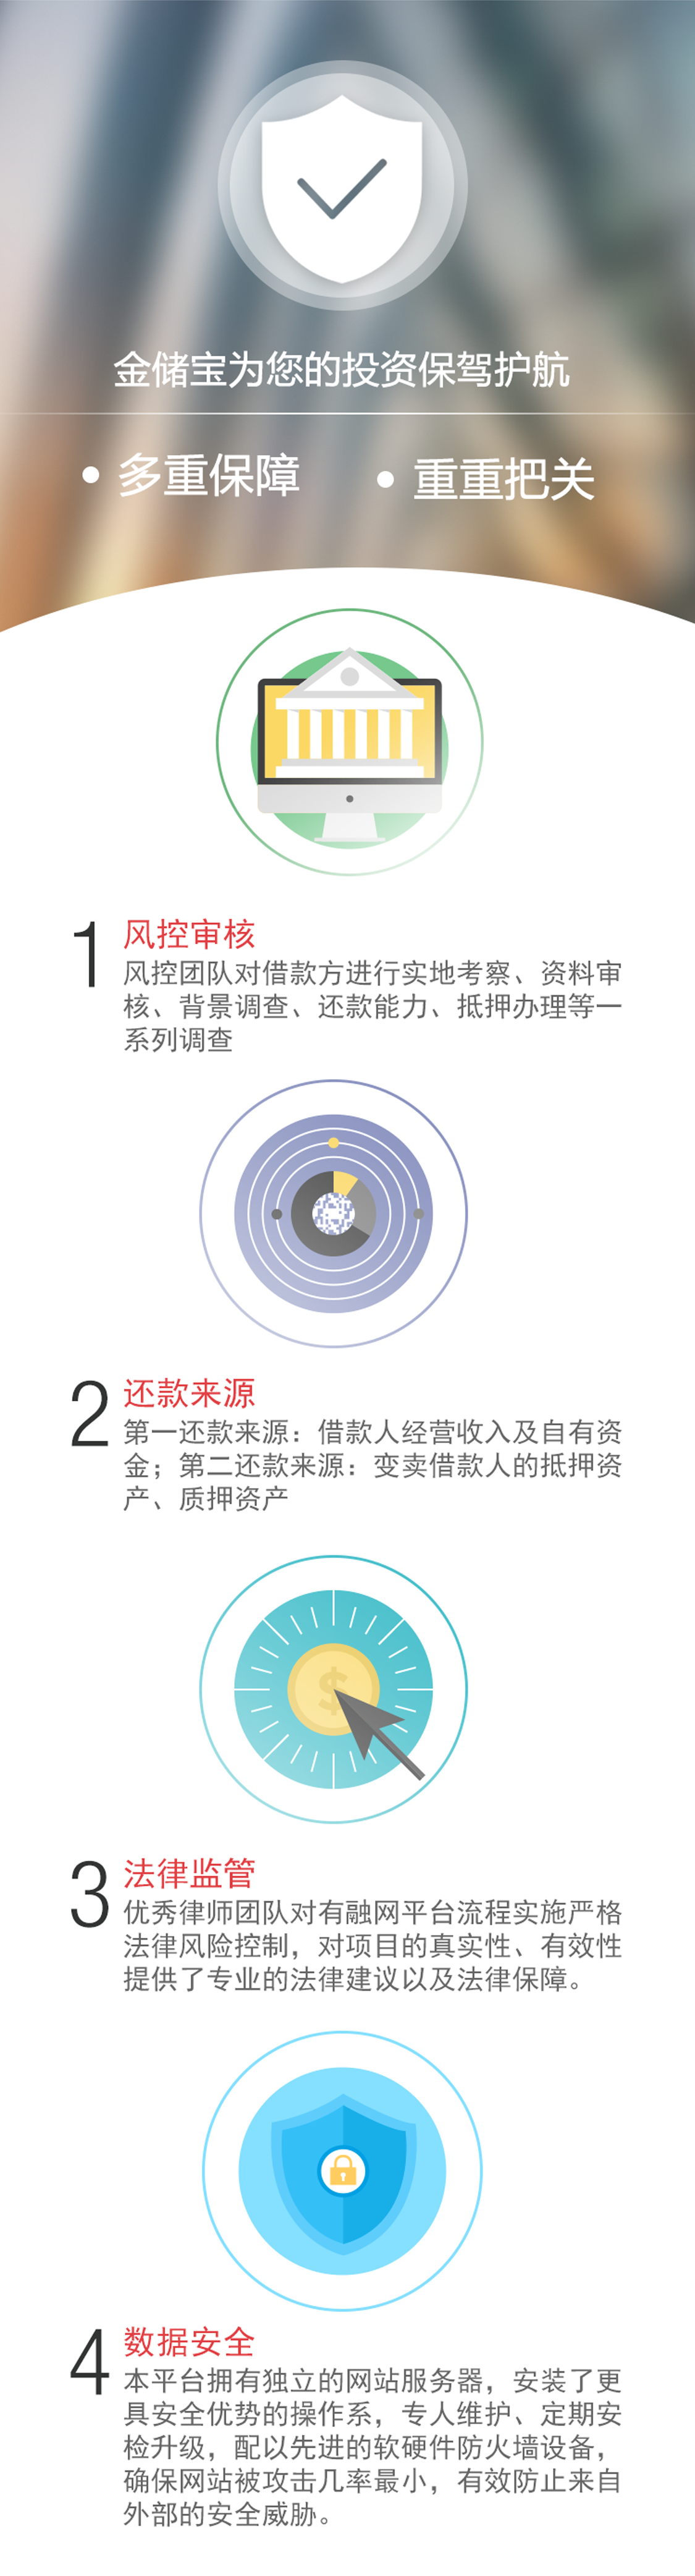 金储宝为您的投资保驾护航
• 多重保障 • 重重把关
1 风控审核
风控团队对借款方进行实地考察、资料审
核、背景调查、还款能力、抵押办理等一
系列调查
2 还款来源
第一还款来源：借款人经营收入及自有资
金；第二还款来源：变卖借款人的抵押资
产、质押资产
$
3 法律监管
优秀律师团队对有融网平台流程实施严格
法律风险控制，对项目的真实性、有效性
提供了专业的法律建议以及法律保障。
4 数据安全
本平台拥有独立的网站服务器，安装了更
具安全优势的操作系，专人维护、定期安
检升级，配以先进的软硬件防火墙设备，
确保网站被攻击几率最小，有效防止来自
外部的安全威胁。